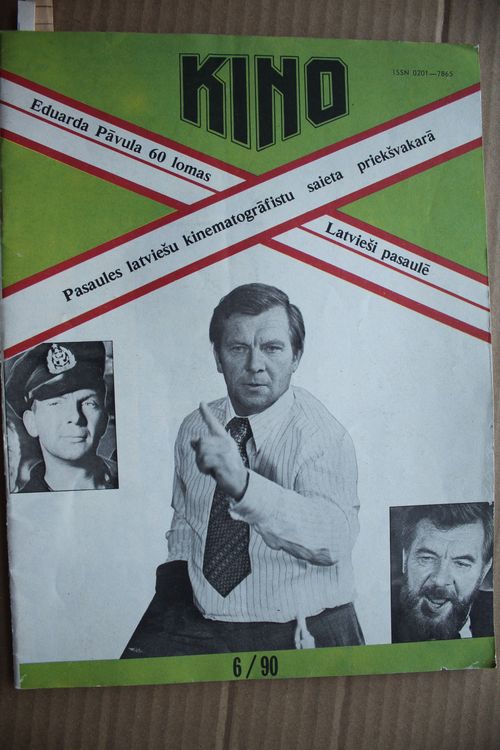 KINO
ISSN 0201—7865
Eduarda Pāvula 60 lomas
Pasaules latviešu kinematogrāfistu saieta priekšvakarā
Latvieši pasaulē
6/90